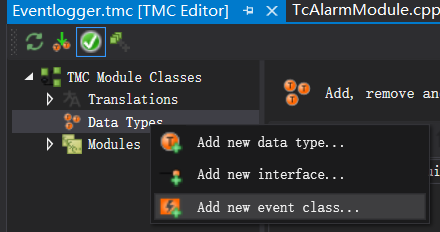 Eventlogger.tmc [TMC Editor]
TcAlarmModule.cpp
TMC Module Classes
Add, remove an
Translations
Data Types
Modules
Add new data type...
Add new interface...
Add new event class...